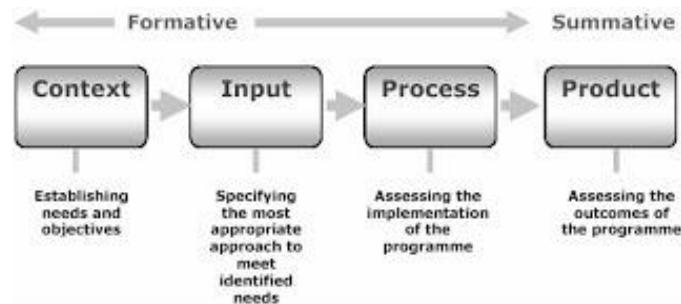 Formative
Summative
Context
Input
Process
Product
Establishing
needs and
objectives
Specifying
the most
appropriate
approach to
meet
identified
needs
Assessing the
implementation
of the
programme
Assessing the
outcomes of
the programme